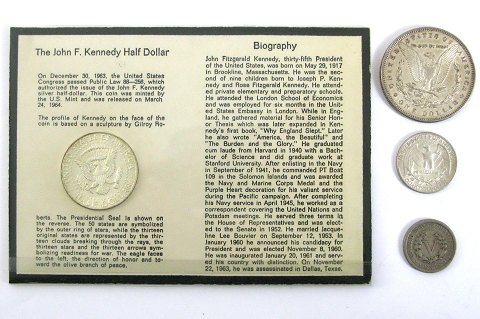 The John F. Kennedy Half Dollar
On December 30, 1963, the United States
Congress passed Public Law 88—256, which
authorized the issue of the John F. Kennedy
silver half-dollar. This coin was minted by
the U.S. Mint and was released on March
24, 1964.
The profile of Kennedy on the face of the
coin is based on a sculpture by Gilroy Ro-
berts. The Presidential Seal is shown on
the reverse. The 50 states are symbolized
by the outer ring of stars, while the thirteen
original states are represented by the thir-
teen clouds breaking through the rays, the
thirteen stars and the thirteen arrows sym-
bolizing readiness for war. The eagle faces
to the left, the direction of honor and to-
ward the olive branch of peace.
Biography
John Fitzgerald Kennedy, thirty-fifth President
of the United States, was born on May 29, 1917
in Brookline, Massachusetts. He was the sec-
ond of nine children born to Joseph P. Ken-
nedy and Rose Fitzgerald Kennedy. He attend-
ed private elementary and preparatory schools.
He attended the London School of Economics
and was employed for six months in the Unit-
ed States Embassy in London. While in Eng-
land, he gathered material for his Senior Hon-
or Thesis which was later expanded in Ken-
nedy's first book, "Why England Slept." Later
he also wrote "America, the Beautiful" and
"The Burden and the Glory." He graduated
cum laude from Harvard in 1940 with a Bach-
elor of Science and did graduate work at
Stanford University. After enlisting in the Navy
in September of 1941, he commanded PT Boat
109 in the Solomon Islands and was awarded
the Navy and Marine Corps Medal and the
Purple Heart decoration for his valiant service
during the Pacific campaign. After completing
his Navy service in April 1945, he worked as a
correspondent covering the United Nations and
Potsdam meetings. He served three terms in
the House of Representatives and was elect-
ed to the Senate in 1952. He married Jacque-
line Lee Bouvier on September 12, 1953. In
January 1960 he announced his candidacy for
President and was elected November 8, 1960.
He was inaugurated January 20, 1961 and serv-
ed his country with distinction. On November
22, 1963, he was assassinated in Dallas, Texas.